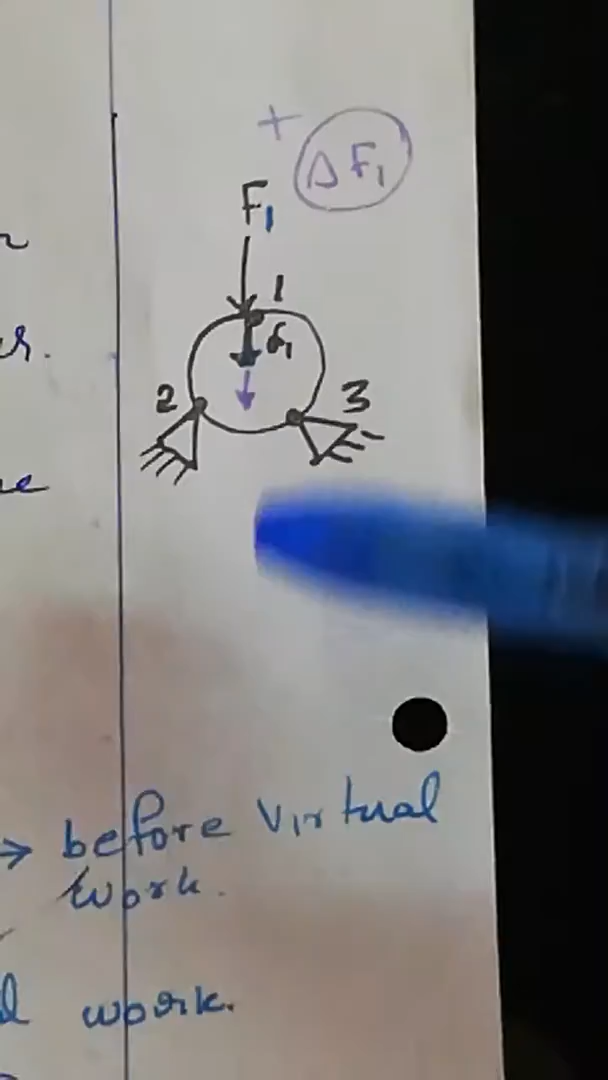 + ΔF₁
F₁
1
δ₁
2
3
→ before virtual
work.
work.